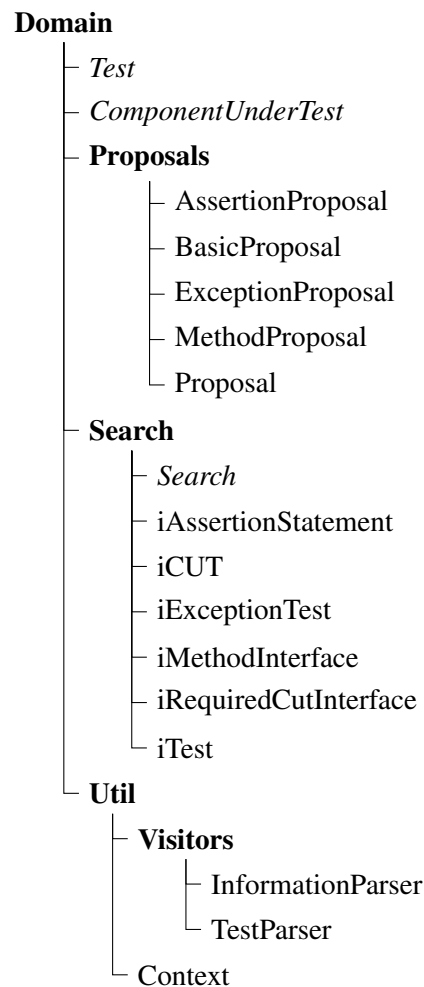 Domain
Test
ComponentUnderTest
Proposals
AssertionProposal
BasicProposal
ExceptionProposal
MethodProposal
Proposal
Search
Search
iAssertionStatement
iCUT
iExceptionTest
iMethodInterface
iRequiredCutInterface
iTest
Util
Visitors
InformationParser
TestParser
Context